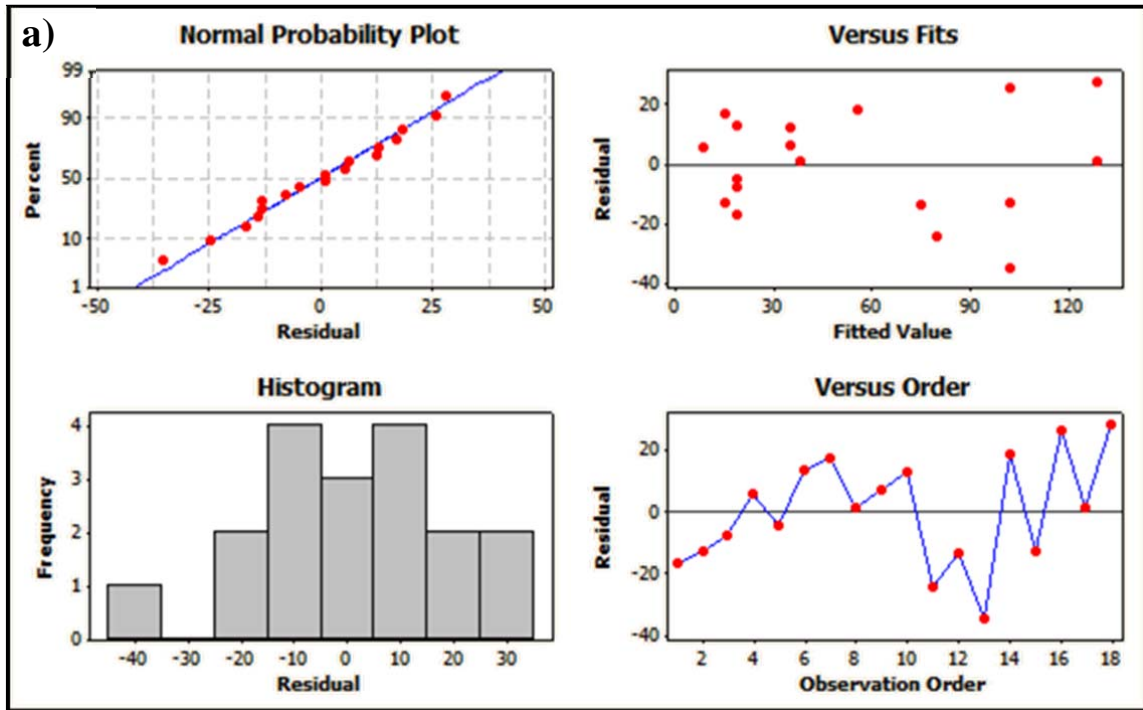 a)
Normal Probability Plot
Percent
99
90
50
10
1
-50 -25 0 25 50
Residual
Versus Fits
Residual
20
0
-20
-40
0 30 60 90 120
Fitted Value
Histogram
Frequency
4
3
2
1
0
-40 -30 -20 -10 0 10 20 30
Residual
Versus Order
Residual
20
0
-20
-40
2 4 6 8 10 12 14 16 18
Observation Order